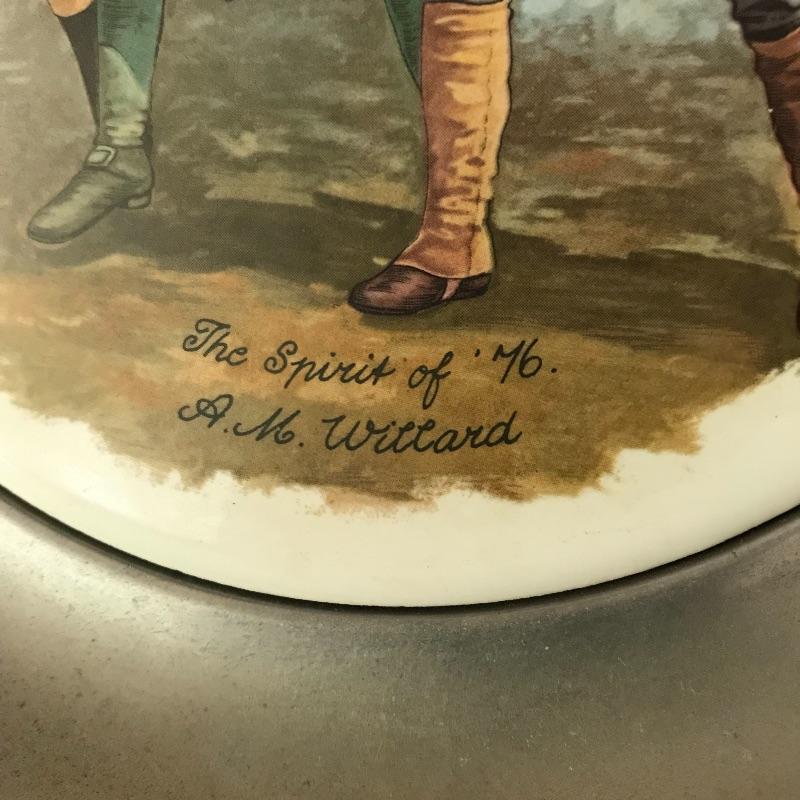 The Spirit of '76.
A. M. Willard